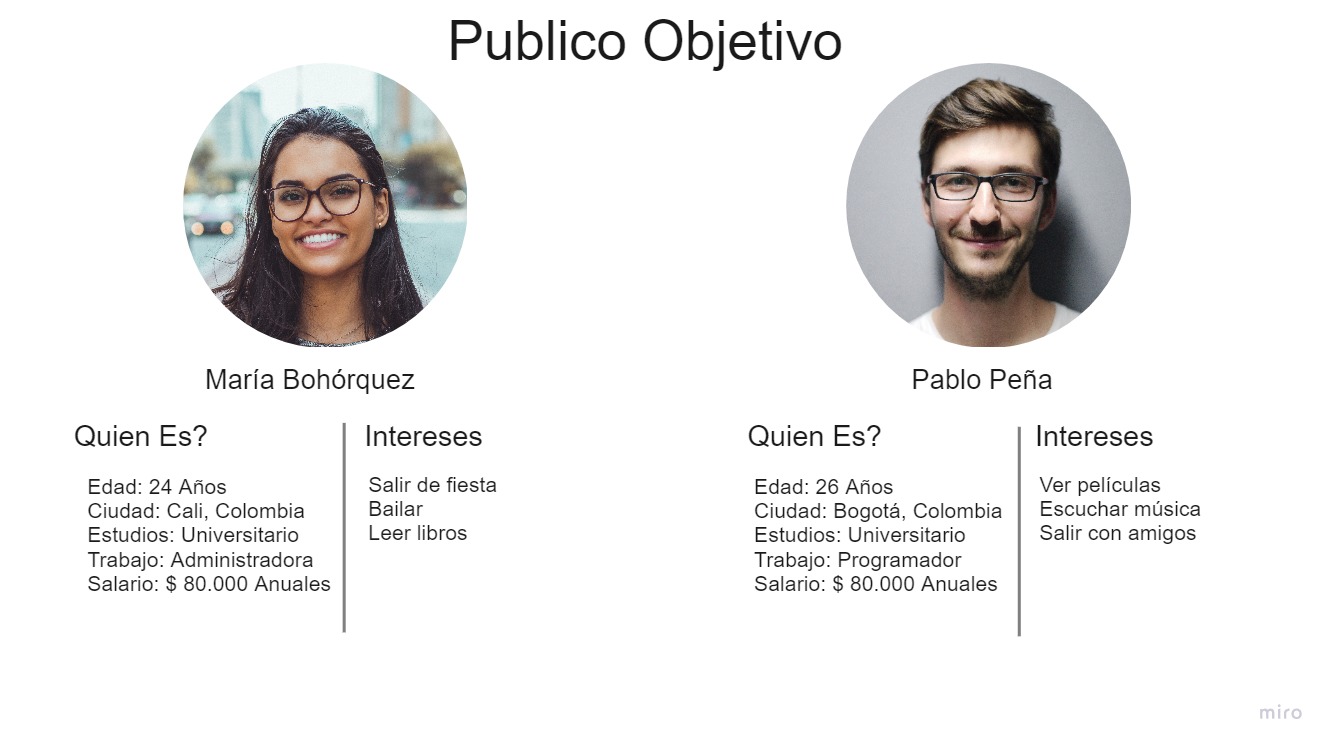 Publico Objetivo
María Bohórquez
Quien Es?
Edad: 24 Años
Ciudad: Cali, Colombia
Estudios: Universitario
Trabajo: Administradora
Salario: $ 80.000 Anuales
Intereses
Salir de fiesta
Bailar
Leer libros
Pablo Peña
Quien Es?
Edad: 26 Años
Ciudad: Bogotá, Colombia
Estudios: Universitario
Trabajo: Programador
Salario: $ 80.000 Anuales
Intereses
Ver películas
Escuchar música
Salir con amigos
miro